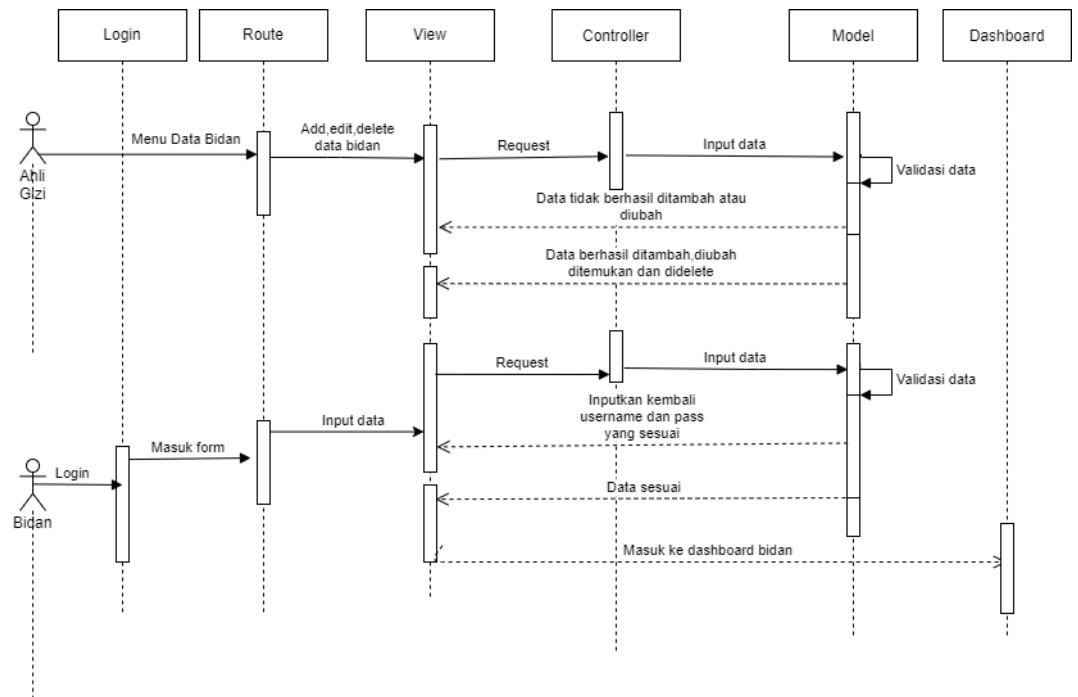 Login
Route
View
Controller
Model
Dashboard
Ahli
GIzi
Menu Data Bidan
Add,edit,delete
data bidan
Request
Input data
Validasi data
Data tidak berhasil ditambah atau
diubah
Data berhasil ditambah,diubah
ditemukan dan didelete
Request
Input data
Validasi data
Inputkan kembali
username dan pass
yang sesuai
Input data
Masuk form
Login
Bidan
Data sesuai
Masuk ke dashboard bidan